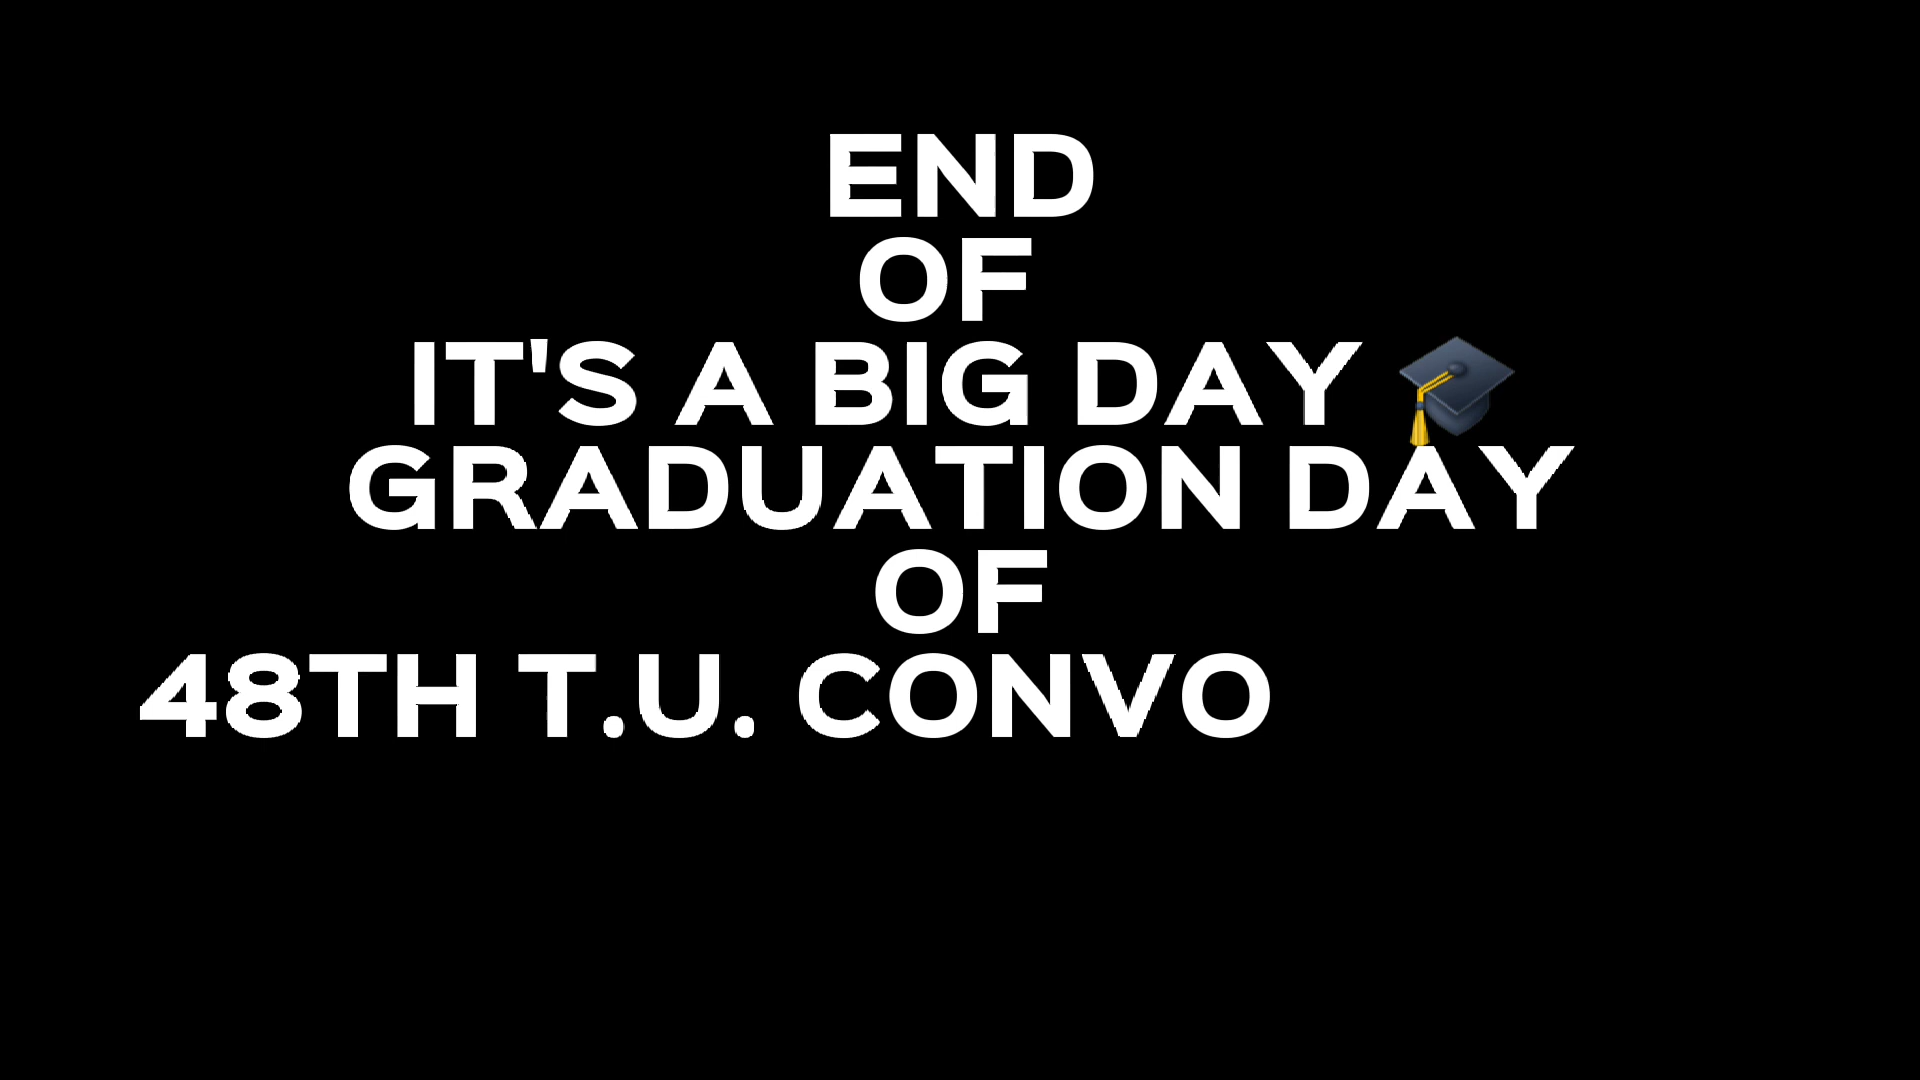 END
OF
IT'S A BIG DAY 🎓
GRADUATION DAY
OF
48TH T.U. CONVO